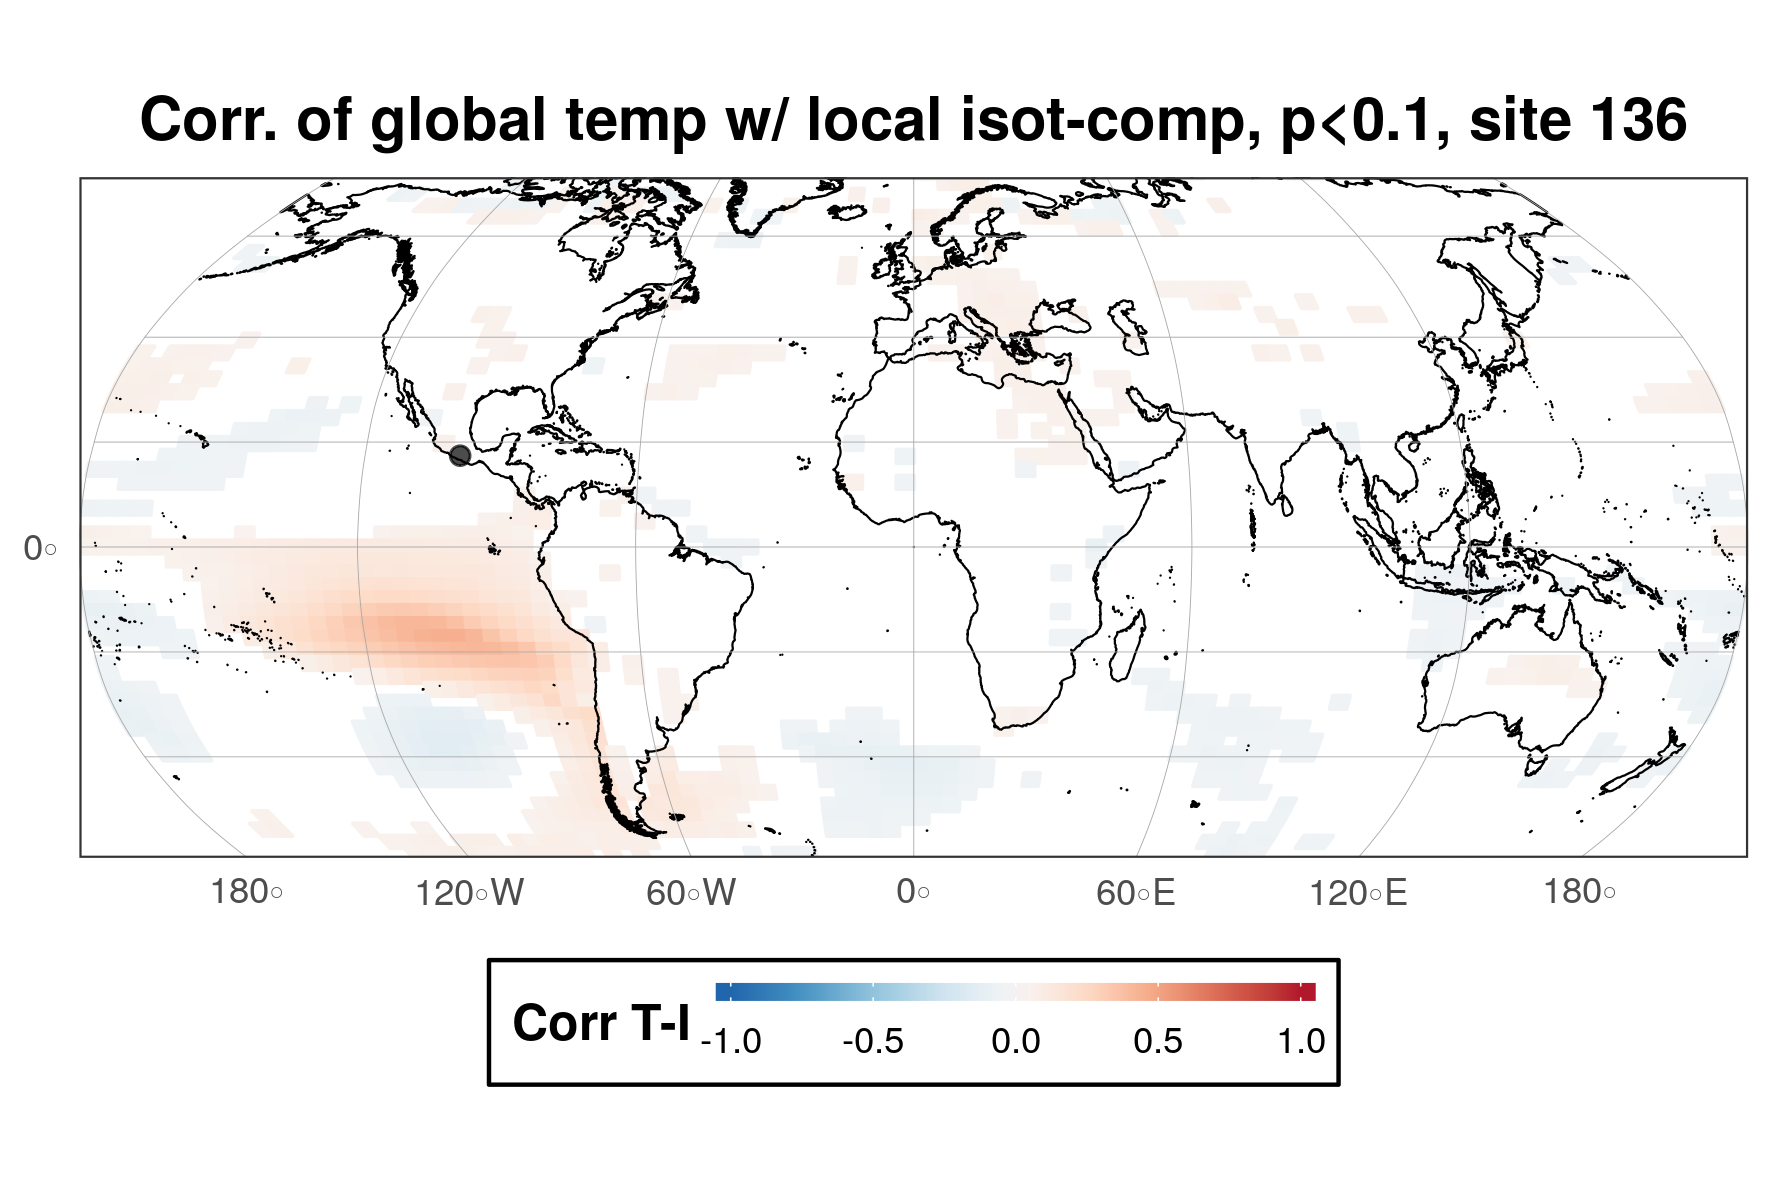 Corr. of global temp w/ local isot-comp, p<0.1, site 136
0°
180° 120°W 60°W 0° 60°E 120°E 180°
Corr T-I
-1.0 -0.5 0.0 0.5 1.0